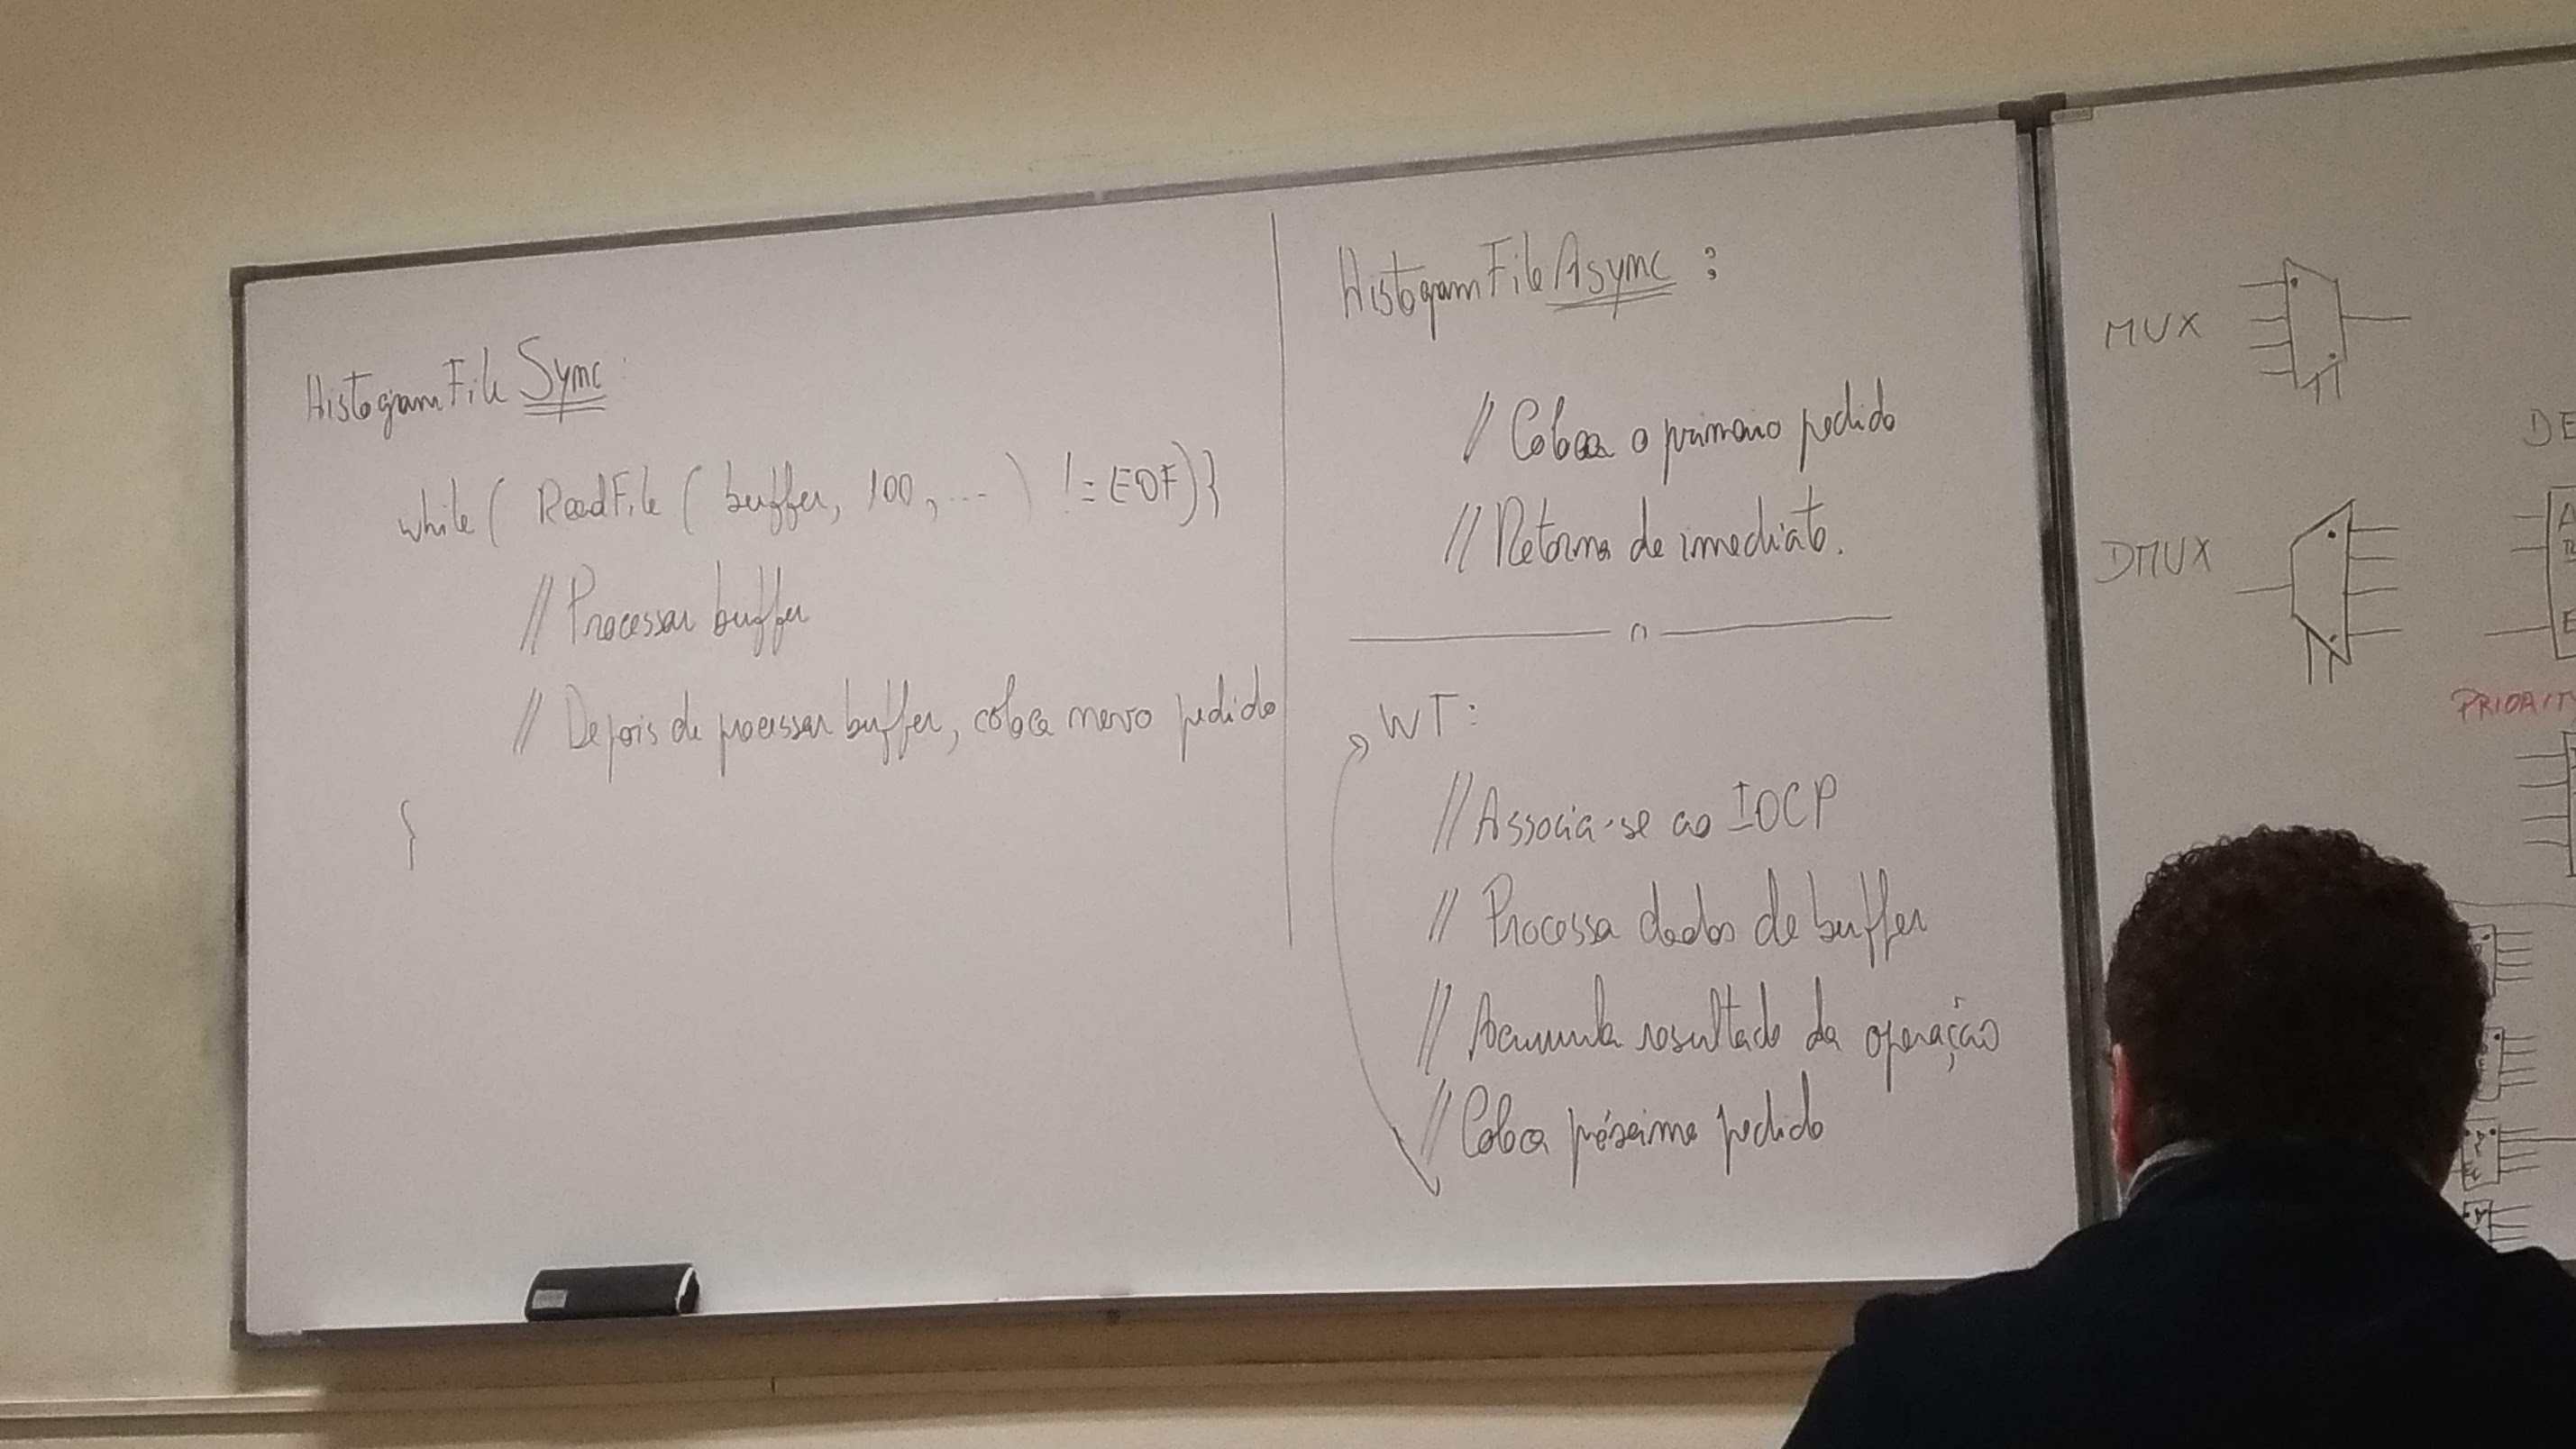 HistogramFileSync:
while( ReadFile( buffer, 100, ... ) != EOF) }
// Processar buffer
// Depois de processar buffer, coloca novo pedido
}
HistogramFileAsync :
// Coloca o primeiro pedido
// Retorna de imediato.
WT:
// Associa-se ao IOCP
// Processa dados de buffer
// Acumula resultado da operação
// Coloca próximo pedido
MUX
DMUX
DE
A
E
PRIORIT